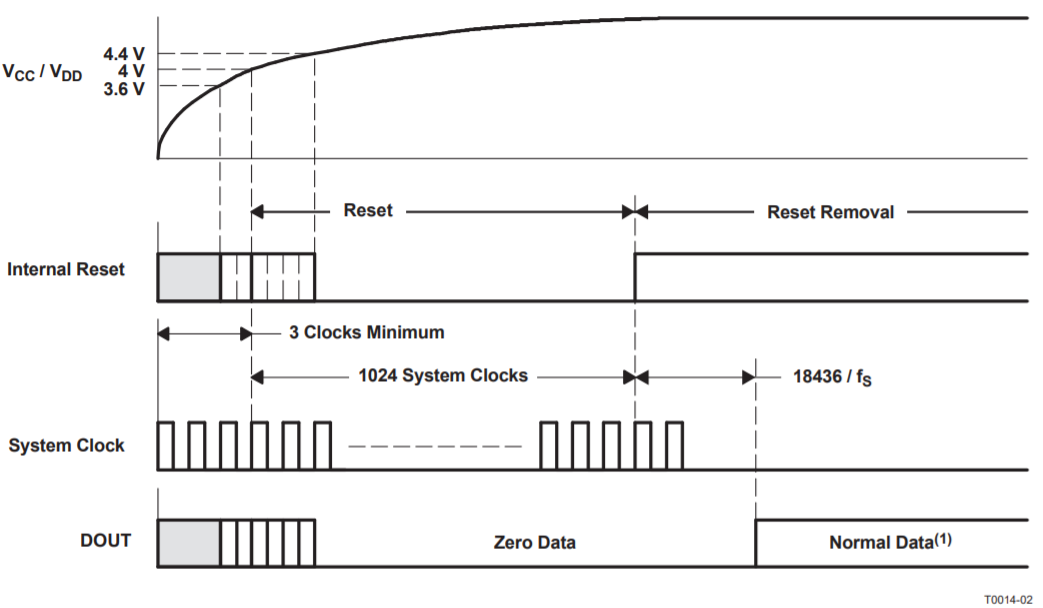 4.4 V
VCC / VDD
4 V
3.6 V
Reset
Reset Removal
Internal Reset
3 Clocks Minimum
1024 System Clocks
18436 / fS
System Clock
DOUT
Zero Data
Normal Data(1)
T0014-02